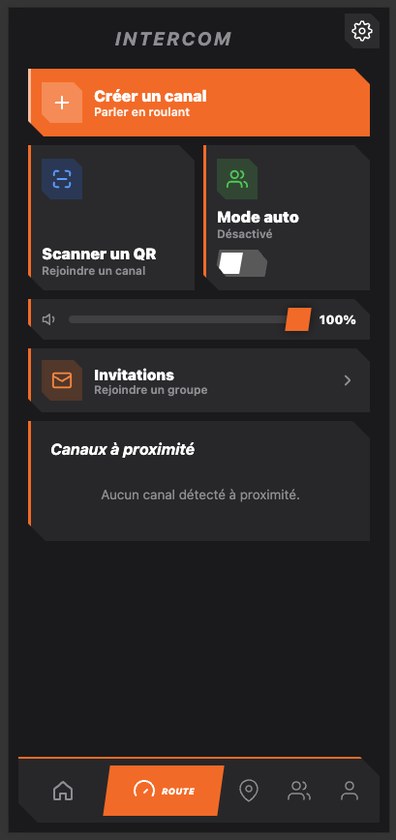 INTERCOM
Créer un canal
Parler en roulant
Scanner un QR
Rejoindre un canal
Mode auto
Désactivé
100%
Invitations
Rejoindre un groupe
Canaux à proximité
Aucun canal détecté à proximité.
ROUTE